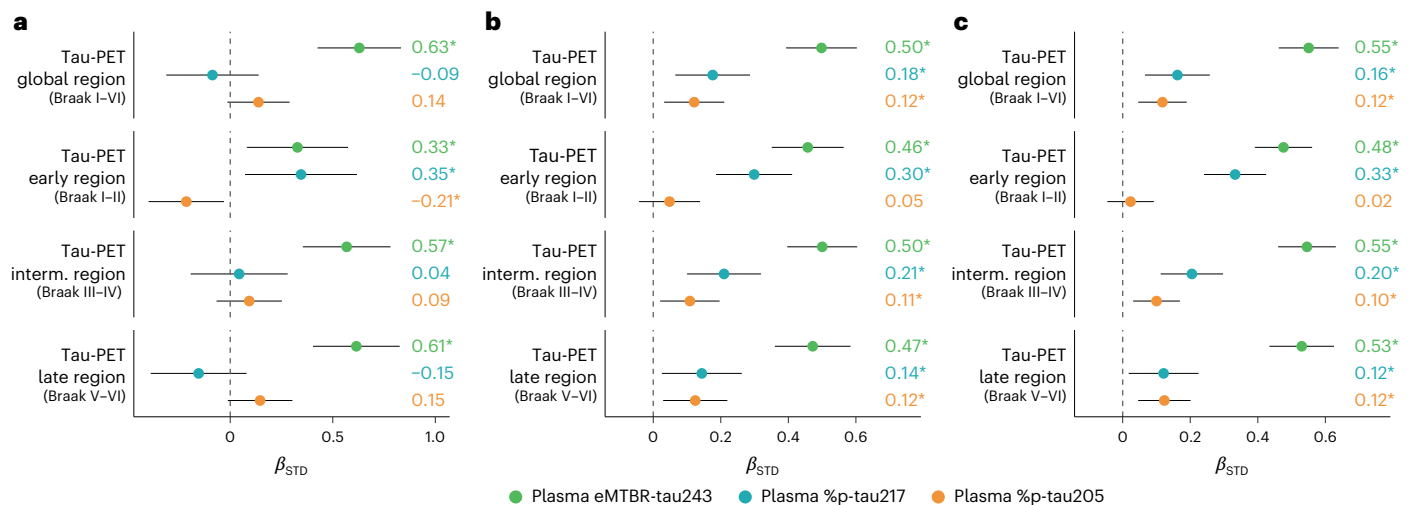 a
Tau-PET
global region
(Braak I–VI)
0.63*
−0.09
0.14
Tau-PET
early region
(Braak I–II)
0.33*
0.35*
−0.21*
Tau-PET
interm. region
(Braak III–IV)
0.57*
0.04
0.09
Tau-PET
late region
(Braak V–VI)
0.61*
−0.15
0.15
0 0.5 1.0
βSTD
b
Tau-PET
global region
(Braak I–VI)
0.50*
0.18*
0.12*
Tau-PET
early region
(Braak I–II)
0.46*
0.30*
0.05
Tau-PET
interm. region
(Braak III–IV)
0.50*
0.21*
0.11*
Tau-PET
late region
(Braak V–VI)
0.47*
0.14*
0.12*
0 0.2 0.4 0.6
βSTD
c
Tau-PET
global region
(Braak I–VI)
0.55*
0.16*
0.12*
Tau-PET
early region
(Braak I–II)
0.48*
0.33*
0.02
Tau-PET
interm. region
(Braak III–IV)
0.55*
0.20*
0.10*
Tau-PET
late region
(Braak V–VI)
0.53*
0.12*
0.12*
0 0.2 0.4 0.6
βSTD
Plasma eMTBR-tau243 Plasma %p-tau217 Plasma %p-tau205